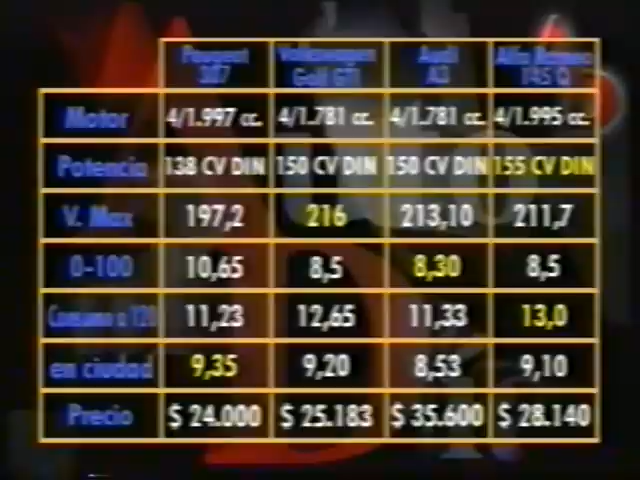 Peugeot Volkswagen Audi Alfa Romeo
307 Golf GTI A3 145 Q
Motor 4/1.997 cc. 4/1.781 cc. 4/1.781 cc. 4/1.995 cc.
Potencia 138 CV DIN 150 CV DIN 150 CV DIN 155 CV DIN
V. Max 197,2 216 213,10 211,7
0-100 10,65 8,5 8,30 8,5
Consumo a 120 11,23 12,65 11,33 13,0
en ciudad 9,35 9,20 8,53 9,10
Precio $ 24.000 $ 25.183 $ 35.600 $ 28.140